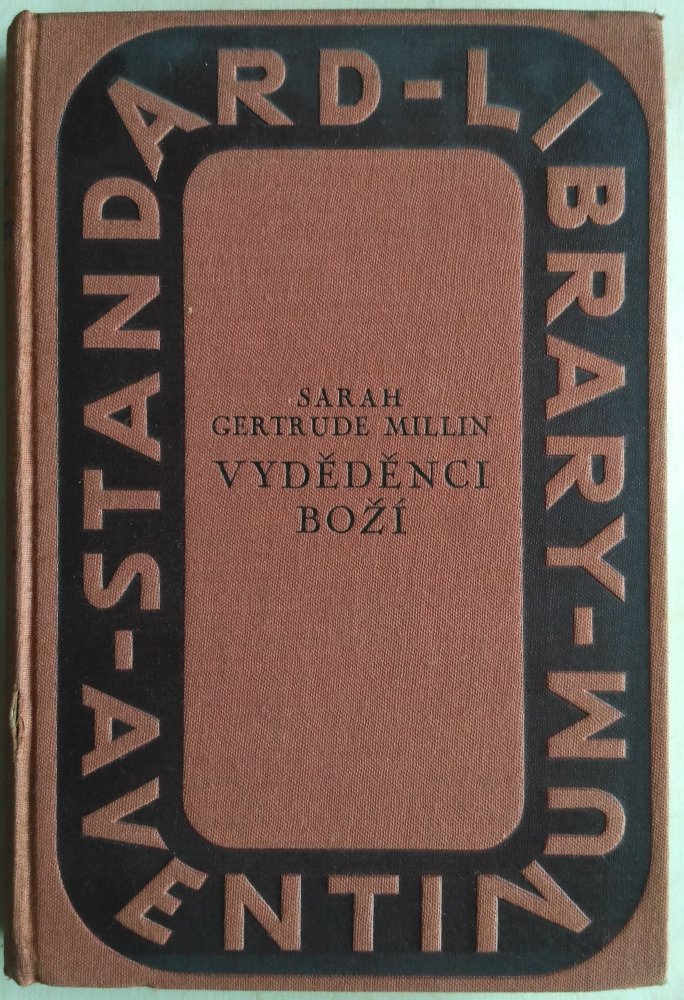 STANDARD-LIBRARY-
AVENTINUM-
SARAH
GERTRUDE MILLIN
VYDĚDĚNCI
BOŽÍ